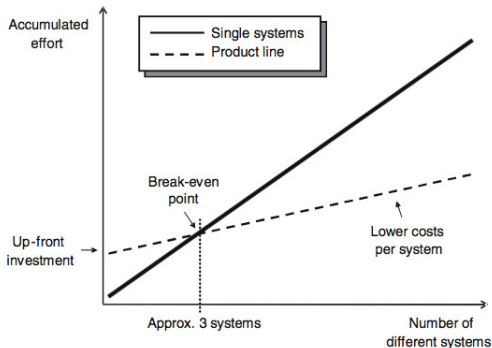 Accumulated
effort
Single systems
Product line
Break-even
point
Up-front
investment
Lower costs
per system
Approx. 3 systems
Number of
different systems